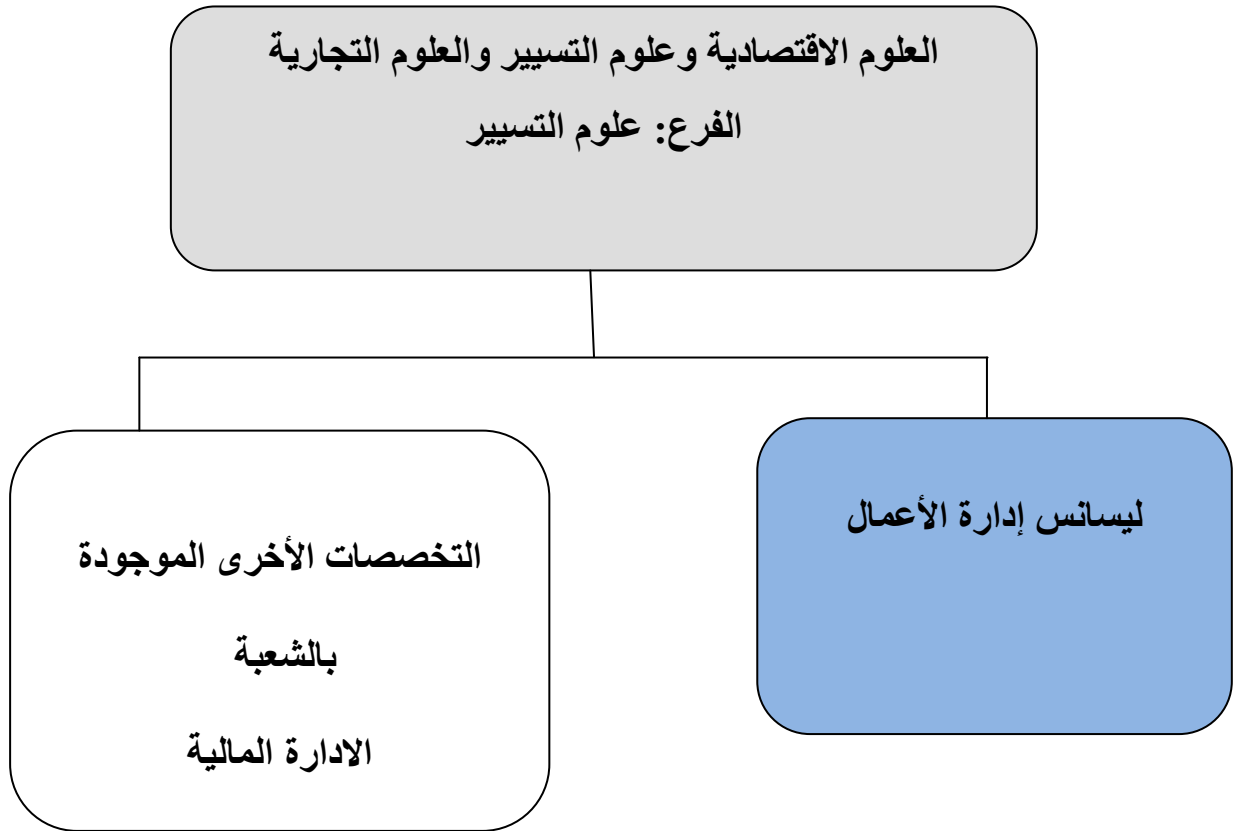 العلوم الاقتصادية وعلوم التسيير والعلوم التجارية
الفرع: علوم التسيير
ليسانس إدارة الأعمال
التخصصات الأخرى الموجودة
بالشعبة
الادارة المالية